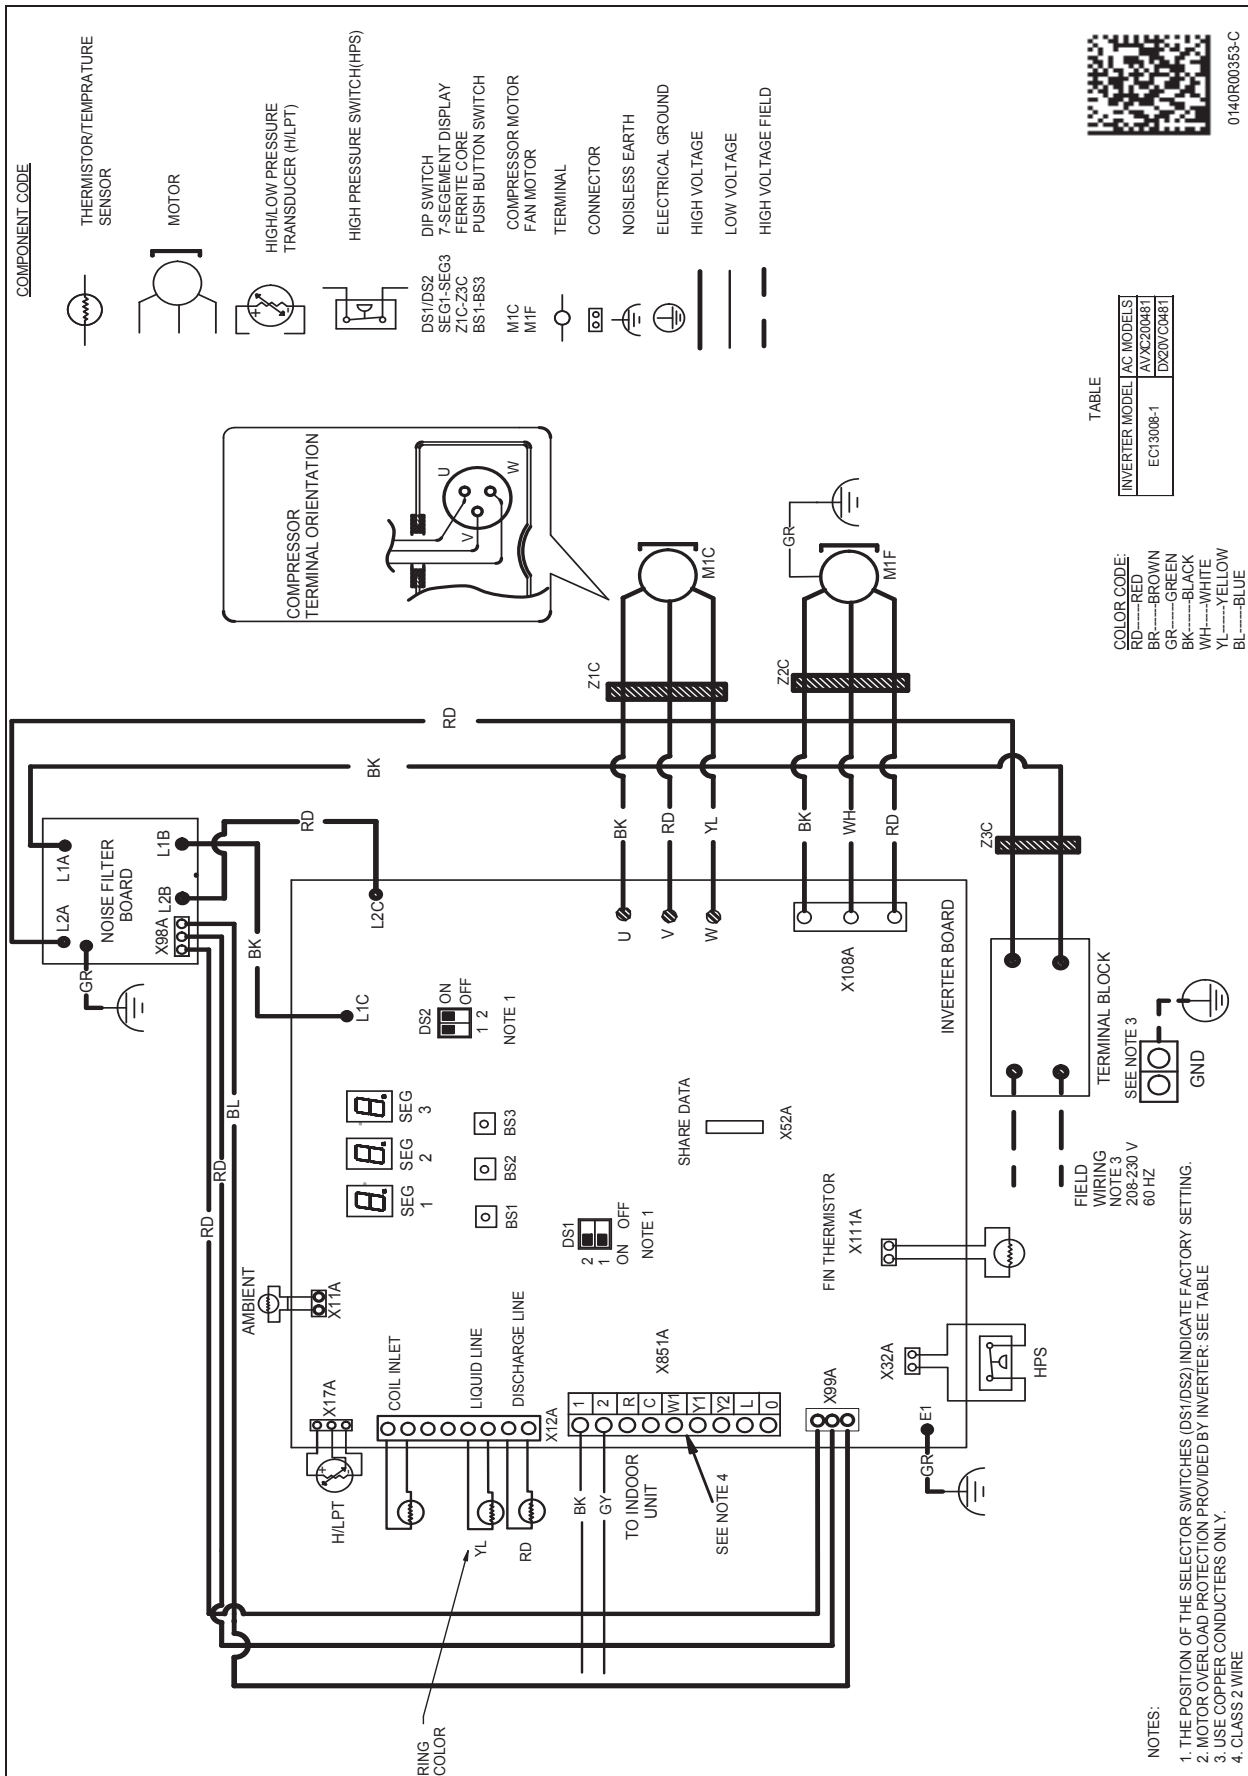 COMPONENT CODE
THERMISTOR/TEMPRATURE
SENSOR
MOTOR
HIGH/LOW PRESSURE
TRANSDUCER (H/LPT)
HIGH PRESSURE SWITCH(HPS)
DS1/DS2 DIP SWITCH
SEG1-SEG3 7-SEGEMENT DISPLAY
Z1C-Z3C FERRITE CORE
BS1-BS3 PUSH BUTTON SWITCH
M1C COMPRESSOR MOTOR
M1F FAN MOTOR
TERMINAL
CONNECTOR
NOISLESS EARTH
ELECTRICAL GROUND
HIGH VOLTAGE
LOW VOLTAGE
HIGH VOLTAGE FIELD
0140R00353-C
COMPRESSOR
TERMINAL ORIENTATION
U
V
W
TABLE
INVERTER MODEL AC MODELS
EC13008-1 AVXC200481
DX20VC0481
COLOR CODE:
RD-----RED
BR-----BROWN
GR-----GREEN
BK------BLACK
WH-----WHITE
YL-----YELLOW
BL-----BLUE
M1C
M1F
GR
Z1C
Z2C
Z3C
RD
BK
BK
RD
YL
BK
WH
RD
U
V
W
X108A
NOISE FILTER
BOARD
L2A
L1A
X98A
L2B
L1B
GR
RD
BK
L2C
L1C
RD
RD
BL
DS2
ON
OFF
1 2
NOTE 1
SEG
1
SEG
2
SEG
3
BS1
BS2
BS3
DS1
2
1
ON
OFF
NOTE 1
SHARE DATA
X52A
INVERTER BOARD
TERMINAL BLOCK
SEE NOTE 3
GND
FIELD
WIRING
NOTE 3
208-230 V
60 HZ
AMBIENT
X11A
X17A
H/LPT
COIL INLET
LIQUID LINE
DISCHARGE LINE
X12A
YL
RD
RING
COLOR
X851A
1
2
R
C
W1
Y1
Y2
L
0
BK
GY
TO INDOOR
UNIT
SEE NOTE 4
FIN THERMISTOR
X111A
X32A
HPS
X99A
E1
GR
NOTES:
1. THE POSITION OF THE SELECTOR SWITCHES (DS1/DS2) INDICATE FACTORY SETTING.
2. MOTOR OVERLOAD PROTECTION PROVIDED BY INVERTER: SEE TABLE
3. USE COPPER CONDUCTERS ONLY.
4. CLASS 2 WIRE